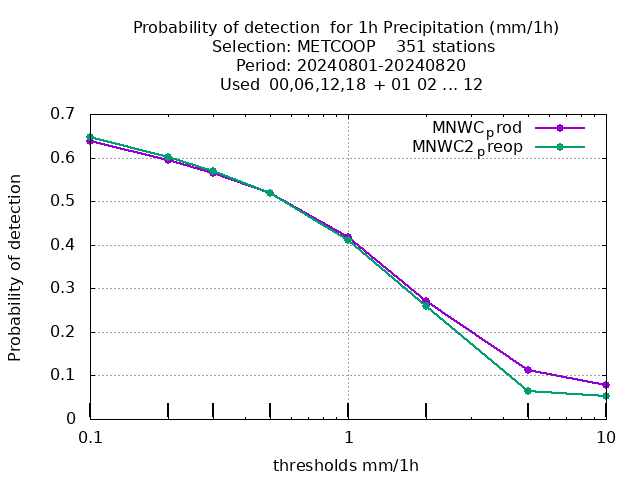 Probability of detection  for 1h Precipitation (mm/1h)
Selection: METCOOP    351 stations
Period: 20240801-20240820
Used  00,06,12,18  + 01 02 ... 12
MNWCprod
MNWC2preop
0.7
0.6
0.5
0.4
0.3
0.2
0.1
0
Probability of detection
0.1
1
10
thresholds mm/1h